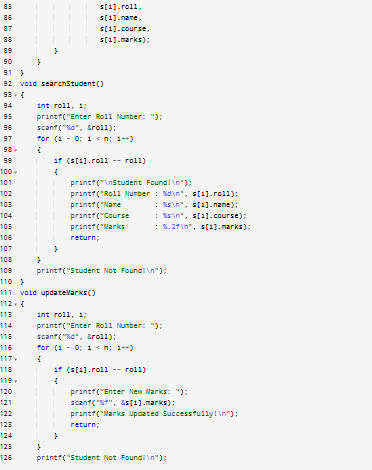 85 s[i].roll,
86 s[i].name,
87 s[i].course,
88 s[i].marks);
89 }
90 }
91 }
92 void searchStudent()
93 {
94 int roll, i;
95 printf("Enter Roll Number: ");
96 scanf("%d", &roll);
97 for (i = 0; i < n; i++)
98 {
99 if (s[i].roll == roll)
100 {
101 printf("\nStudent Found!\n");
102 printf("Roll Number : %d\n", s[i].roll);
103 printf("Name        : %s\n", s[i].name);
104 printf("Course      : %s\n", s[i].course);
105 printf("Marks       : %.2f\n", s[i].marks);
106 return;
107 }
108 }
109 printf("Student Not Found!\n");
110 }
111 void updateMarks()
112 {
113 int roll, i;
114 printf("Enter Roll Number: ");
115 scanf("%d", &roll);
116 for (i = 0; i < n; i++)
117 {
118 if (s[i].roll == roll)
119 {
120 printf("Enter New Marks: ");
121 scanf("%f", &s[i].marks);
122 printf("Marks Updated Successfully!\n");
123 return;
124 }
125 }
126 printf("Student Not Found!\n");